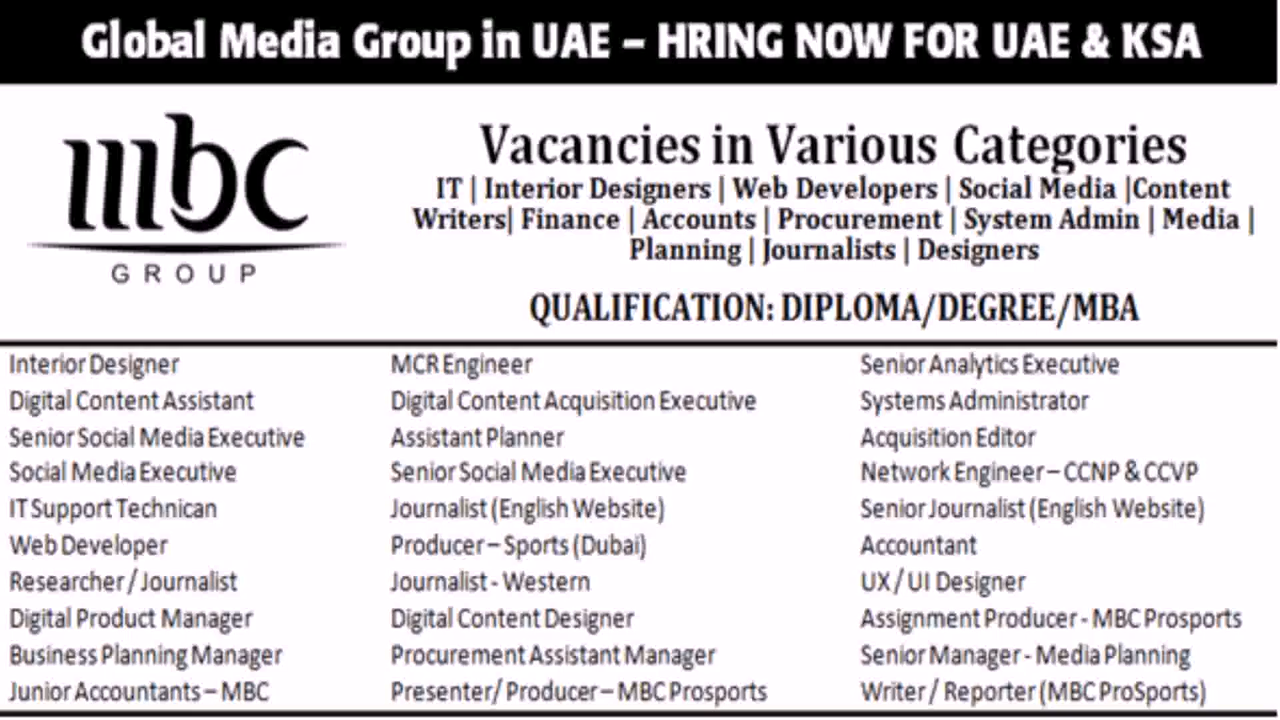 Global Media Group in UAE – HRING NOW FOR UAE & KSA
mbc
GROUP
Vacancies in Various Categories
IT | Interior Designers | Web Developers | Social Media |Content
Writers| Finance | Accounts | Procurement | System Admin | Media |
Planning | Journalists | Designers
QUALIFICATION: DIPLOMA/DEGREE/MBA
Interior Designer
Digital Content Assistant
Senior Social Media Executive
Social Media Executive
IT Support Technican
Web Developer
Researcher / Journalist
Digital Product Manager
Business Planning Manager
Junior Accountants – MBC
MCR Engineer
Digital Content Acquisition Executive
Assistant Planner
Senior Social Media Executive
Journalist (English Website)
Producer – Sports (Dubai)
Journalist - Western
Digital Content Designer
Procurement Assistant Manager
Presenter/ Producer – MBC Prosports
Senior Analytics Executive
Systems Administrator
Acquisition Editor
Network Engineer – CCNP & CCVP
Senior Journalist (English Website)
Accountant
UX / UI Designer
Assignment Producer - MBC Prosports
Senior Manager - Media Planning
Writer / Reporter (MBC ProSports)